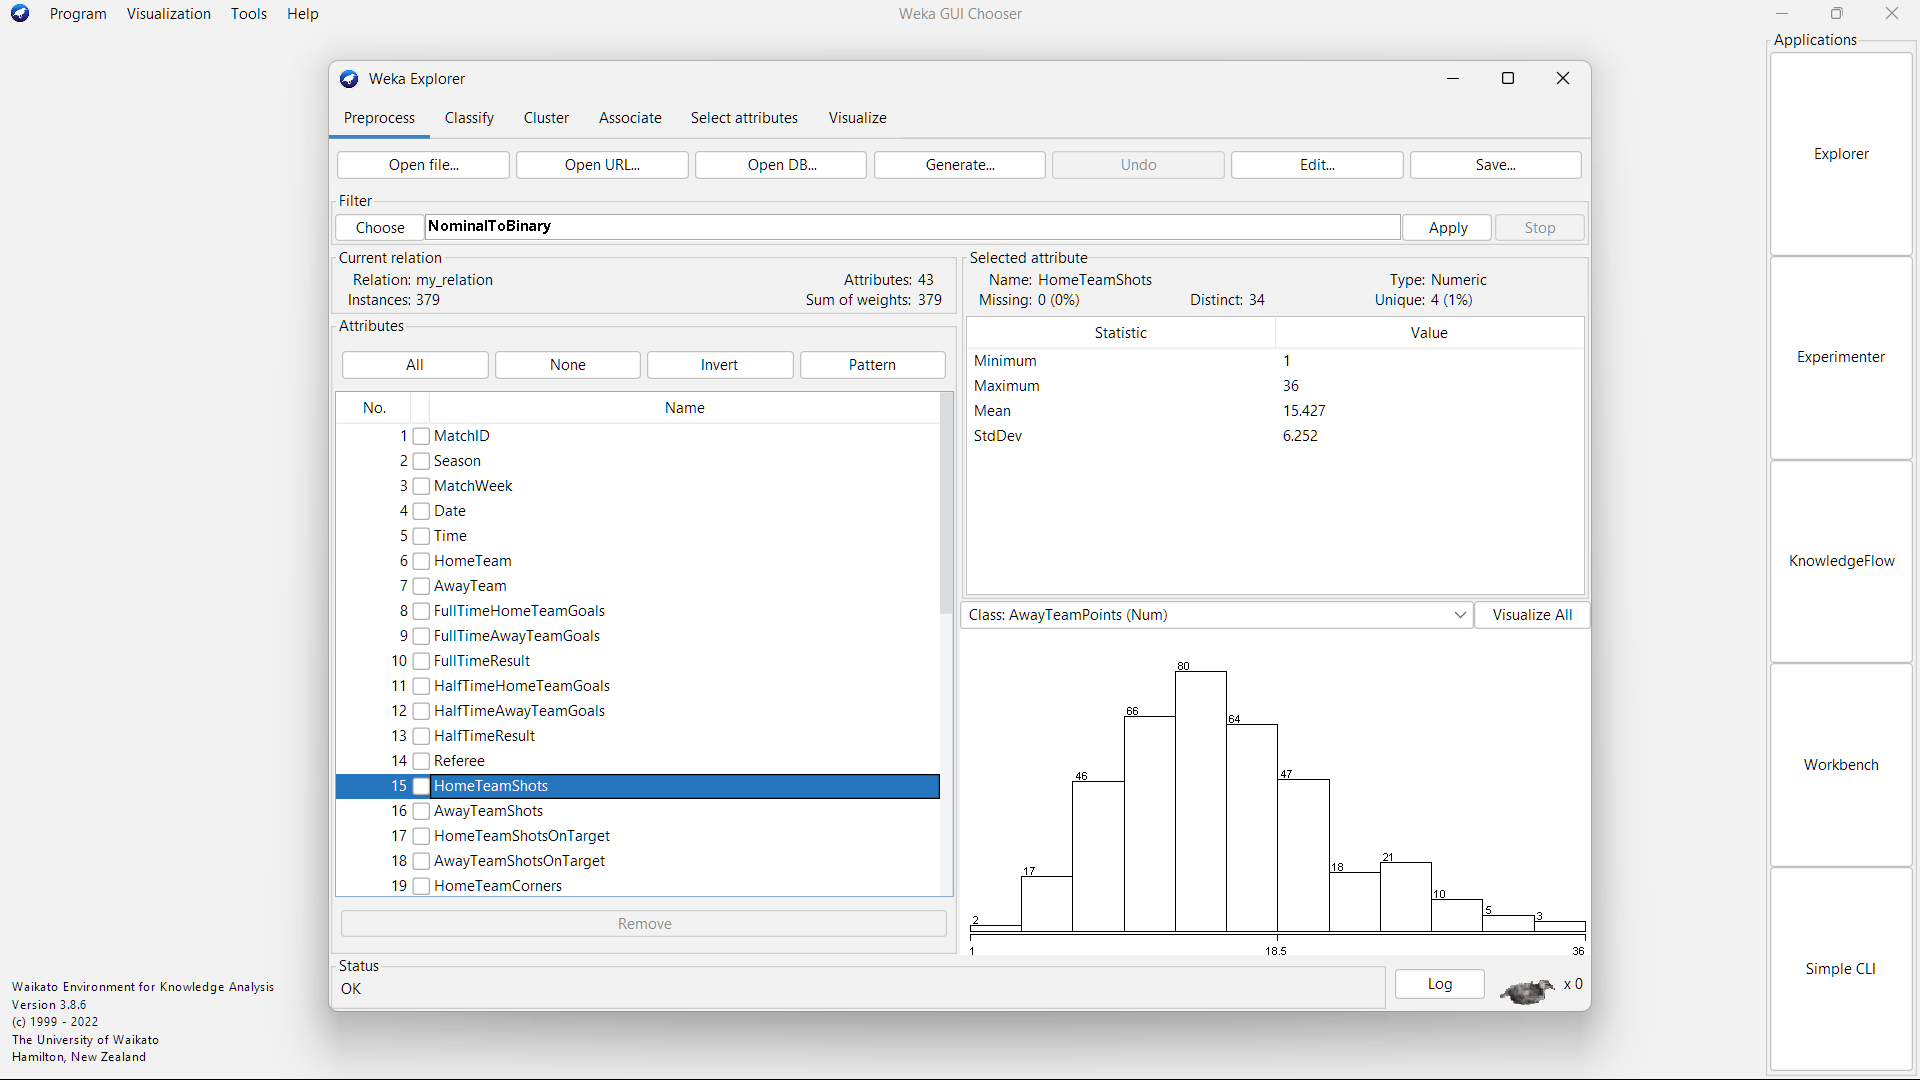 Program Visualization Tools Help
Weka GUI Chooser
Applications
Explorer
Experimenter
KnowledgeFlow
Workbench
Simple CLI
Weka Explorer
Preprocess Classify Cluster Associate Select attributes Visualize
Open file... Open URL... Open DB... Generate... Undo Edit... Save...
Filter
Choose NominalToBinary Apply Stop
Current relation
Relation: my_relation Attributes: 43
Instances: 379 Sum of weights: 379
Attributes
All None Invert Pattern
No. Name
1 MatchID
2 Season
3 MatchWeek
4 Date
5 Time
6 HomeTeam
7 AwayTeam
8 FullTimeHomeTeamGoals
9 FullTimeAwayTeamGoals
10 FullTimeResult
11 HalfTimeHomeTeamGoals
12 HalfTimeAwayTeamGoals
13 HalfTimeResult
14 Referee
15 HomeTeamShots
16 AwayTeamShots
17 HomeTeamShotsOnTarget
18 AwayTeamShotsOnTarget
19 HomeTeamCorners
Remove
Selected attribute
Name: HomeTeamShots Type: Numeric
Missing: 0 (0%) Distinct: 34 Unique: 4 (1%)
Statistic Value
Minimum 1
Maximum 36
Mean 15.427
StdDev 6.252
Class: AwayTeamPoints (Num) Visualize All
2 17 46 66 80 64 47 18 21 10 5 3
1 18.5 36
Status
OK
Log x 0
Waikato Environment for Knowledge Analysis
Version 3.8.6
(c) 1999 - 2022
The University of Waikato
Hamilton, New Zealand